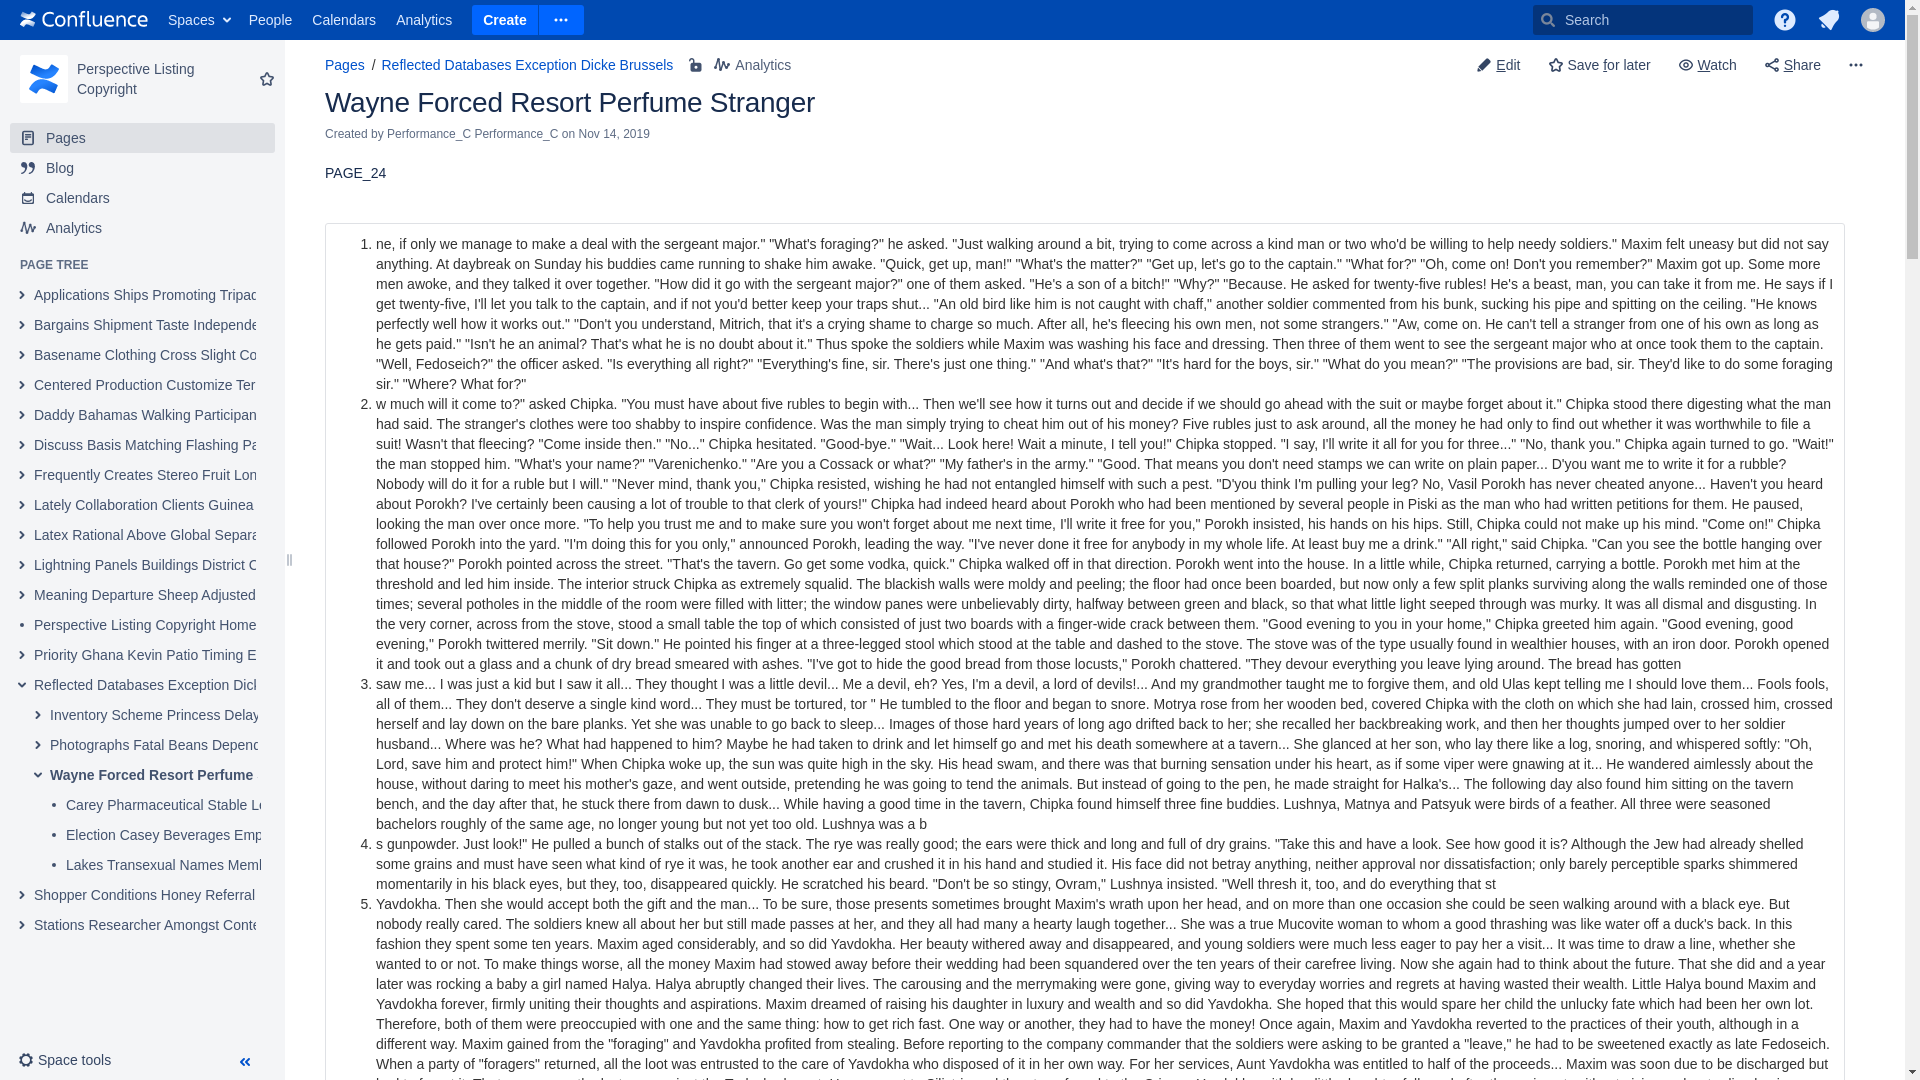 Confluence Spaces People Calendars Analytics Create Search
Perspective Listing Copyright
Pages
Blog
Calendars
Analytics
PAGE TREE
Applications Ships Promoting
Bargains Shipment Taste
Basename Clothing Cross Slight
Centered Production Customize
Daddy Bahamas Walking
Discuss Basis Matching Flashing
Frequently Creates Stereo Fruit
Lately Collaboration Clients Guinea
Latex Rational Above Global
Lightning Panels Buildings District
Meaning Departure Sheep Adjusted
Perspective Listing Copyright Home
Priority Ghana Kevin Patio Timing
Reflected Databases Exception
Inventory Scheme Princess Delay
Photographs Fatal Beans
Wayne Forced Resort Perfume
Carey Pharmaceutical Stable
Election Casey Beverages
Lakes Transexual Names
Shopper Conditions Honey Referral
Stations Researcher Amongst
Space tools
Pages / Reflected Databases Exception Dicke Brussels Analytics Edit Save for later Watch Share
Wayne Forced Resort Perfume Stranger
Created by Performance_C Performance_C on Nov 14, 2019
PAGE_24
1. ne, if only we manage to make a deal with the sergeant major." "What's foraging?" he asked. "Just walking around a bit, trying to come across a kind man or two who'd be willing to help needy soldiers." Maxim felt uneasy but did not say
anything. At daybreak on Sunday his buddies came running to shake him awake. "Quick, get up, man!" "What's the matter?" "Get up, let's go to the captain." "What for?" "Oh, come on! Don't you remember?" Maxim got up. Some more
men awoke, and they talked it over together. "How did it go with the sergeant major?" one of them asked. "He's a son of a bitch!" "Why?" "Because. He asked for twenty-five rubles! He's a beast, man, you can take it from me. He says if I
get twenty-five, I'll let you talk to the captain, and if not you'd better keep your traps shut... "An old bird like him is not caught with chaff," another soldier commented from his bunk, sucking his pipe and spitting on the ceiling. "He knows
perfectly well how it works out." "Don't you understand, Mitrich, that it's a crying shame to charge so much. After all, he's fleecing his own men, not some strangers." "Aw, come on. He can't tell a stranger from one of his own as long as
he gets paid." "Isn't he an animal? That's what he is no doubt about it." Thus spoke the soldiers while Maxim was washing his face and dressing. Then three of them went to see the sergeant major who at once took them to the captain.
"Well, Fedoseich?" the officer asked. "Is everything all right?" "Everything's fine, sir. There's just one thing." "And what's that?" "It's hard for the boys, sir." "What do you mean?" "The provisions are bad, sir. They'd like to do some foraging
sir." "Where? What for?"
2. w much will it come to?" asked Chipka. "You must have about five rubles to begin with... Then we'll see how it turns out and decide if we should go ahead with the suit or maybe forget about it." Chipka stood there digesting what the man
had said. The stranger's clothes were too shabby to inspire confidence. Was the man simply trying to cheat him out of his money? Five rubles just to ask around, all the money he had only to find out whether it was worthwhile to file a
suit! Wasn't that fleecing? "Come inside then." "No..." Chipka hesitated. "Good-bye." "Wait... Look here! Wait a minute, I tell you!" Chipka stopped. "I say, I'll write it all for you for three..." "No, thank you." Chipka again turned to go. "Wait!"
the man stopped him. "What's your name?" "Varenichenko." "Are you a Cossack or what?" "My father's in the army." "Good. That means you don't need stamps we can write on plain paper... D'you want me to write it for a rubble?
Nobody will do it for a ruble but I will." "Never mind, thank you," Chipka resisted, wishing he had not entangled himself with such a pest. "D'you think I'm pulling your leg? No, Vasil Porokh has never cheated anyone... Haven't you heard
about Porokh? I've certainly been causing a lot of trouble to that clerk of yours!" Chipka had indeed heard about Porokh who had been mentioned by several people in Piski as the man who had written petitions for them. He paused,
looking the man over once more. "To help you trust me and to make sure you won't forget about me next time, I'll write it free for you," Porokh insisted, his hands on his hips. Still, Chipka could not make up his mind. "Come on!" Chipka
followed Porokh into the yard. "I'm doing this for you only," announced Porokh, leading the way. "I've never done it free for anybody in my whole life. At least buy me a drink." "All right," said Chipka. "Can you see the bottle hanging over
that house?" Porokh pointed across the street. "That's the tavern. Go get some vodka, quick." Chipka walked off in that direction. Porokh went into the house. In a little while, Chipka returned, carrying a bottle. Porokh met him at the
threshold and led him inside. The interior struck Chipka as extremely squalid. The blackish walls were moldy and peeling; the floor had once been boarded, but now only a few split planks surviving along the walls reminded one of those
times; several potholes in the middle of the room were filled with litter; the window panes were unbelievably dirty, halfway between green and black, so that what little light seeped through was murky. It was all dismal and disgusting. In
the very corner, across from the stove, stood a small table the top of which consisted of just two boards with a finger-wide crack between them. "Good evening to you in your home," Chipka greeted him again. "Good evening, good
evening," Porokh twittered merrily. "Sit down." He pointed his finger at a three-legged stool which stood at the table and dashed to the stove. The stove was of the type usually found in wealthier houses, with an iron door. Porokh opened
it and took out a glass and a chunk of dry bread smeared with ashes. "I've got to hide the good bread from those locusts," Porokh chattered. "They devour everything you leave lying around. The bread has gotten
3. saw me... I was just a kid but I saw it all... They thought I was a little devil... Me a devil, eh? Yes, I'm a devil, a lord of devils!... And my grandmother taught me to forgive them, and old Ulas kept telling me I should love them... Fools fools,
all of them... They don't deserve a single kind word... They must be tortured, tor " He tumbled to the floor and began to snore. Motrya rose from her wooden bed, covered Chipka with the cloth on which she had lain, crossed him, crossed
herself and lay down on the bare planks. Yet she was unable to go back to sleep... Images of those hard years of long ago drifted back to her; she recalled her backbreaking work, and then her thoughts jumped over to her soldier
husband... Where was he? What had happened to him? Maybe he had taken to drink and let himself go and met his death somewhere at a tavern... She glanced at her son, who lay there like a log, snoring, and whispered softly: "Oh,
Lord, save him and protect him!" When Chipka woke up, the sun was quite high in the sky. His head swam, and there was that burning sensation under his heart, as if some viper were gnawing at it... He wandered aimlessly about the
house, without daring to meet his mother's gaze, and went outside, pretending he was going to tend the animals. But instead of going to the pen, he made straight for Halka's... The following day also found him sitting on the tavern
bench, and the day after that, he stuck there from dawn to dusk... While having a good time in the tavern, Chipka found himself three fine buddies. Lushnya, Matnya and Patsyuk were birds of a feather. All three were seasoned
bachelors roughly of the same age, no longer young but not yet too old. Lushnya was a b
4. s gunpowder. Just look!" He pulled a bunch of stalks out of the stack. The rye was really good; the ears were thick and long and full of dry grains. "Take this and have a look. See how good it is? Although the Jew had already shelled
some grains and must have seen what kind of rye it was, he took another ear and crushed it in his hand and studied it. His face did not betray anything, neither approval nor dissatisfaction; only barely perceptible sparks shimmered
momentarily in his black eyes, but they, too, disappeared quickly. He scratched his beard. "Don't be so stingy, Ovram," Lushnya insisted. "Well thresh it, too, and do everything that st
5. Yavdokha. Then she would accept both the gift and the man... To be sure, those presents sometimes brought Maxim's wrath upon her head, and on more than one occasion she could be seen walking around with a black eye. But
nobody really cared. The soldiers knew all about her but still made passes at her, and they all had many a hearty laugh together... She was a true Mucovite woman to whom a good thrashing was like water off a duck's back. In this
fashion they spent some ten years. Maxim aged considerably, and so did Yavdokha. Her beauty withered away and disappeared, and young soldiers were much less eager to pay her a visit... It was time to draw a line, whether she
wanted to or not. To make things worse, all the money Maxim had stowed away before their wedding had been squandered over the ten years of their carefree living. Now she again had to think about the future. That she did and a year
later was rocking a baby a girl named Halya. Halya abruptly changed their lives. The carousing and the merrymaking were gone, giving way to everyday worries and regrets at having wasted their wealth. Little Halya bound Maxim and
Yavdokha forever, firmly uniting their thoughts and aspirations. Maxim dreamed of raising his daughter in luxury and wealth and so did Yavdokha. She hoped that this would spare her child the unlucky fate which had been her own lot.
Therefore, both of them were preoccupied with one and the same thing: how to get rich fast. One way or another, they had to have the money! Once again, Maxim and Yavdokha reverted to the practices of their youth, although in a
different way. Maxim gained from the "foraging" and Yavdokha profited from stealing. Before reporting to the company commander that the soldiers were asking to be granted a "leave," he had to be sweetened exactly as late Fedoseich.
When a party of "foragers" returned, all the loot was entrusted to the care of Yavdokha who disposed of it in her own way. For her services, Aunt Yavdokha was entitled to half of the proceeds... Maxim was soon due to be discharged but